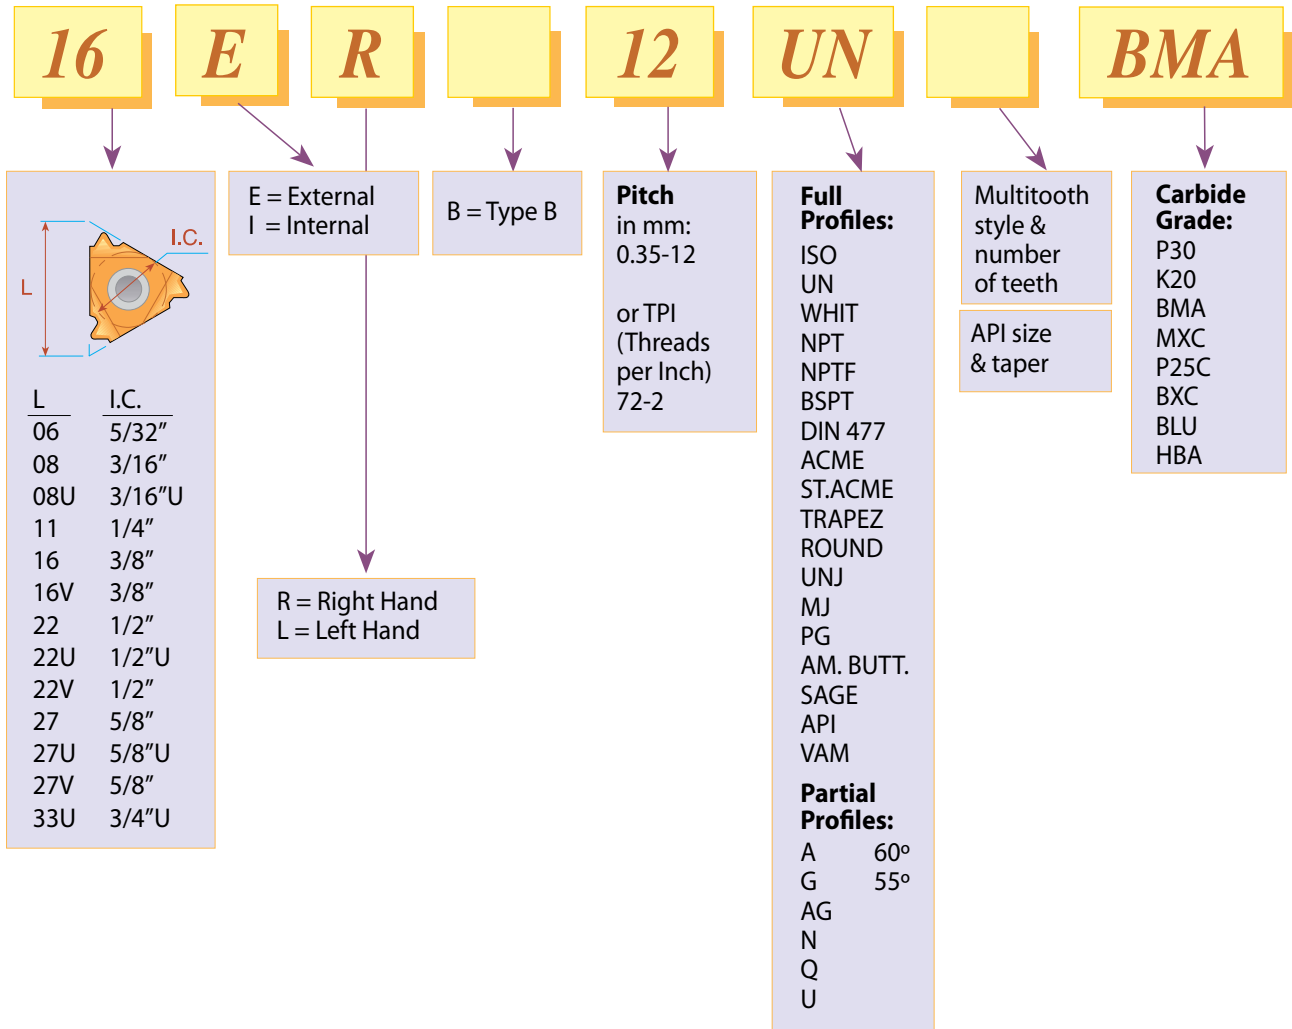 16 E R 12 UN BMA
L
I.C.
L I.C.
06 5/32”
08 3/16”
08U 3/16”U
11 1/4”
16 3/8”
16V 3/8”
22 1/2”
22U 1/2”U
22V 1/2”
27 5/8”
27U 5/8”U
27V 5/8”
33U 3/4”U
E = External
I = Internal
R = Right Hand
L = Left Hand
B = Type B
Pitch
in mm:
0.35-12
or TPI
(Threads
per Inch)
72-2
Full
Profiles:
ISO
UN
WHIT
NPT
NPTF
BSPT
DIN 477
ACME
ST.ACME
TRAPEZ
ROUND
UNJ
MJ
PG
AM. BUTT.
SAGE
API
VAM
Partial
Profiles:
A 60º
G 55º
AG
N
Q
U
Multitooth
style &
number
of teeth
API size
& taper
Carbide
Grade:
P30
K20
BMA
MXC
P25C
BXC
BLU
HBA